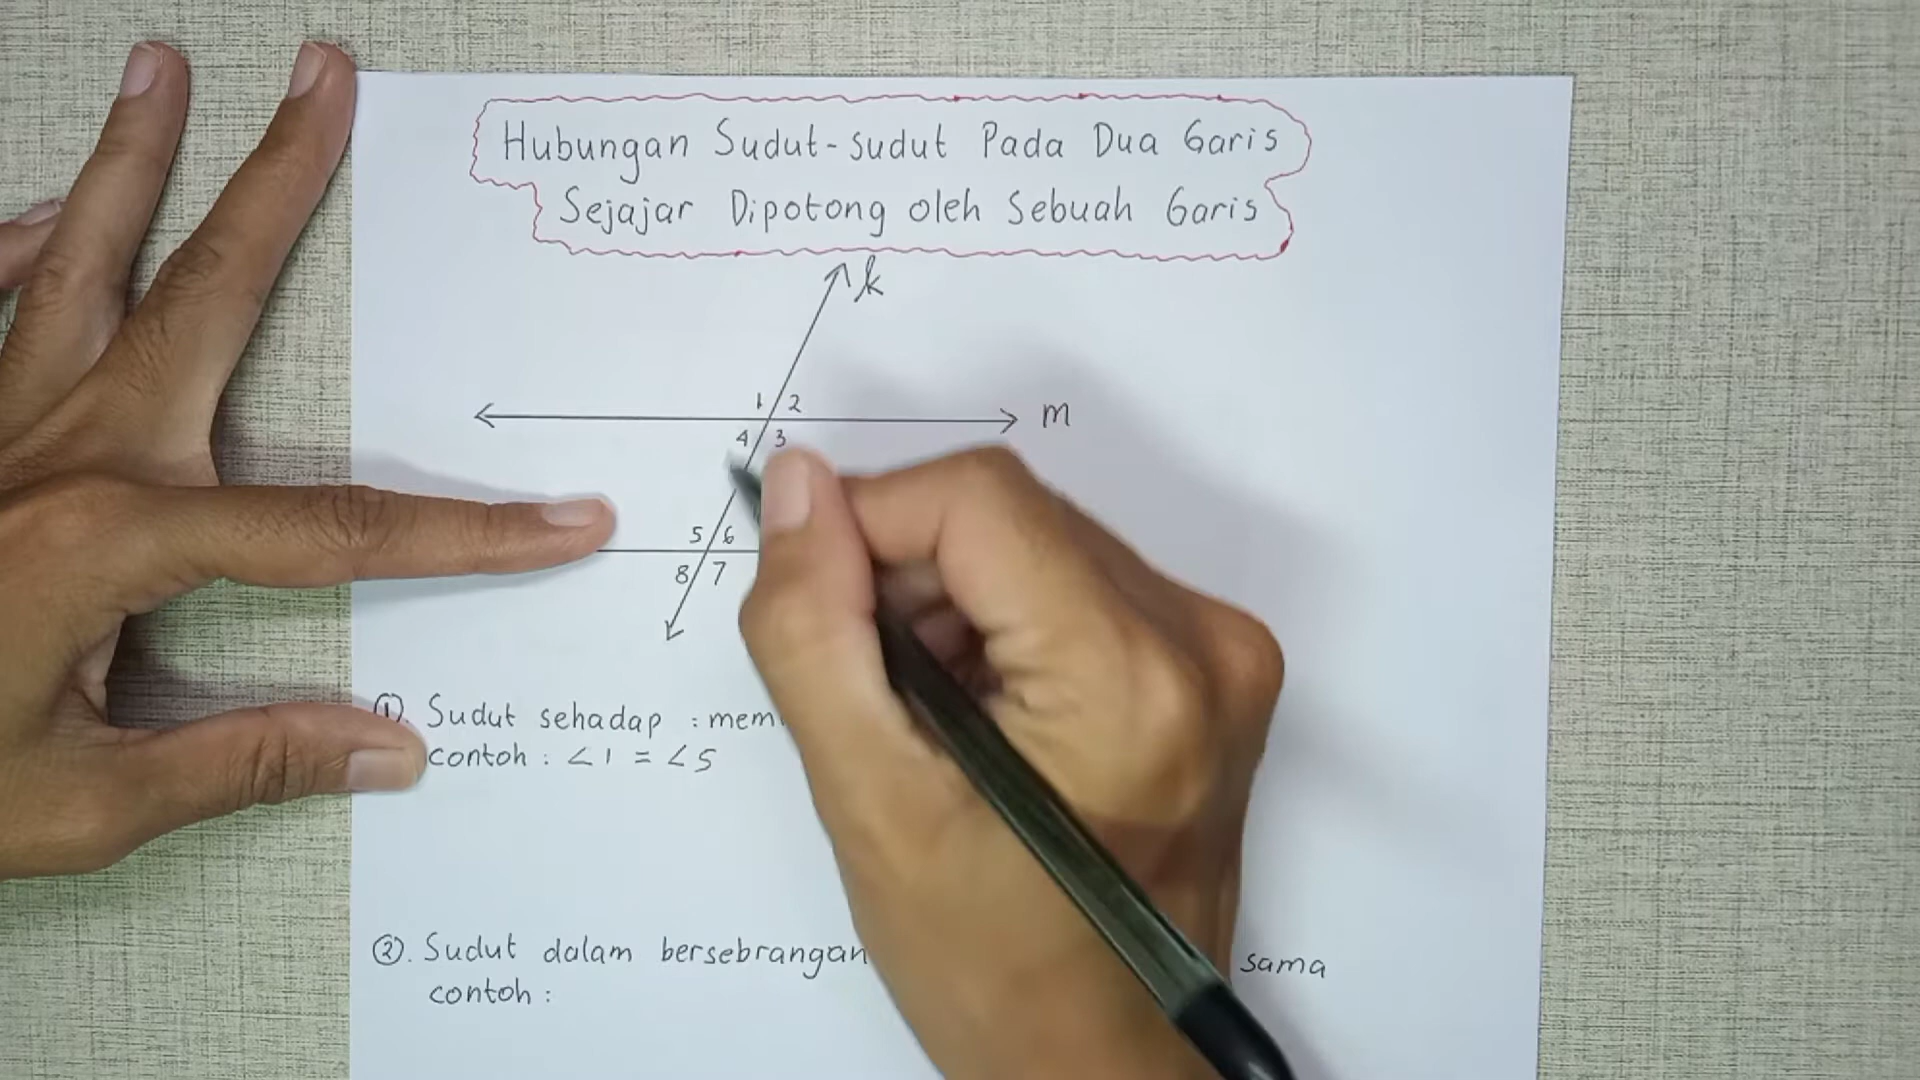 Hubungan Sudut-sudut Pada Dua Garis
Sejajar Dipotong oleh Sebuah Garis
k
1 2
m
4 3
5 6
8 7
①. Sudut sehadap :
contoh : ∠1 = ∠5
②. Sudut dalam bersebrangan sama
contoh :